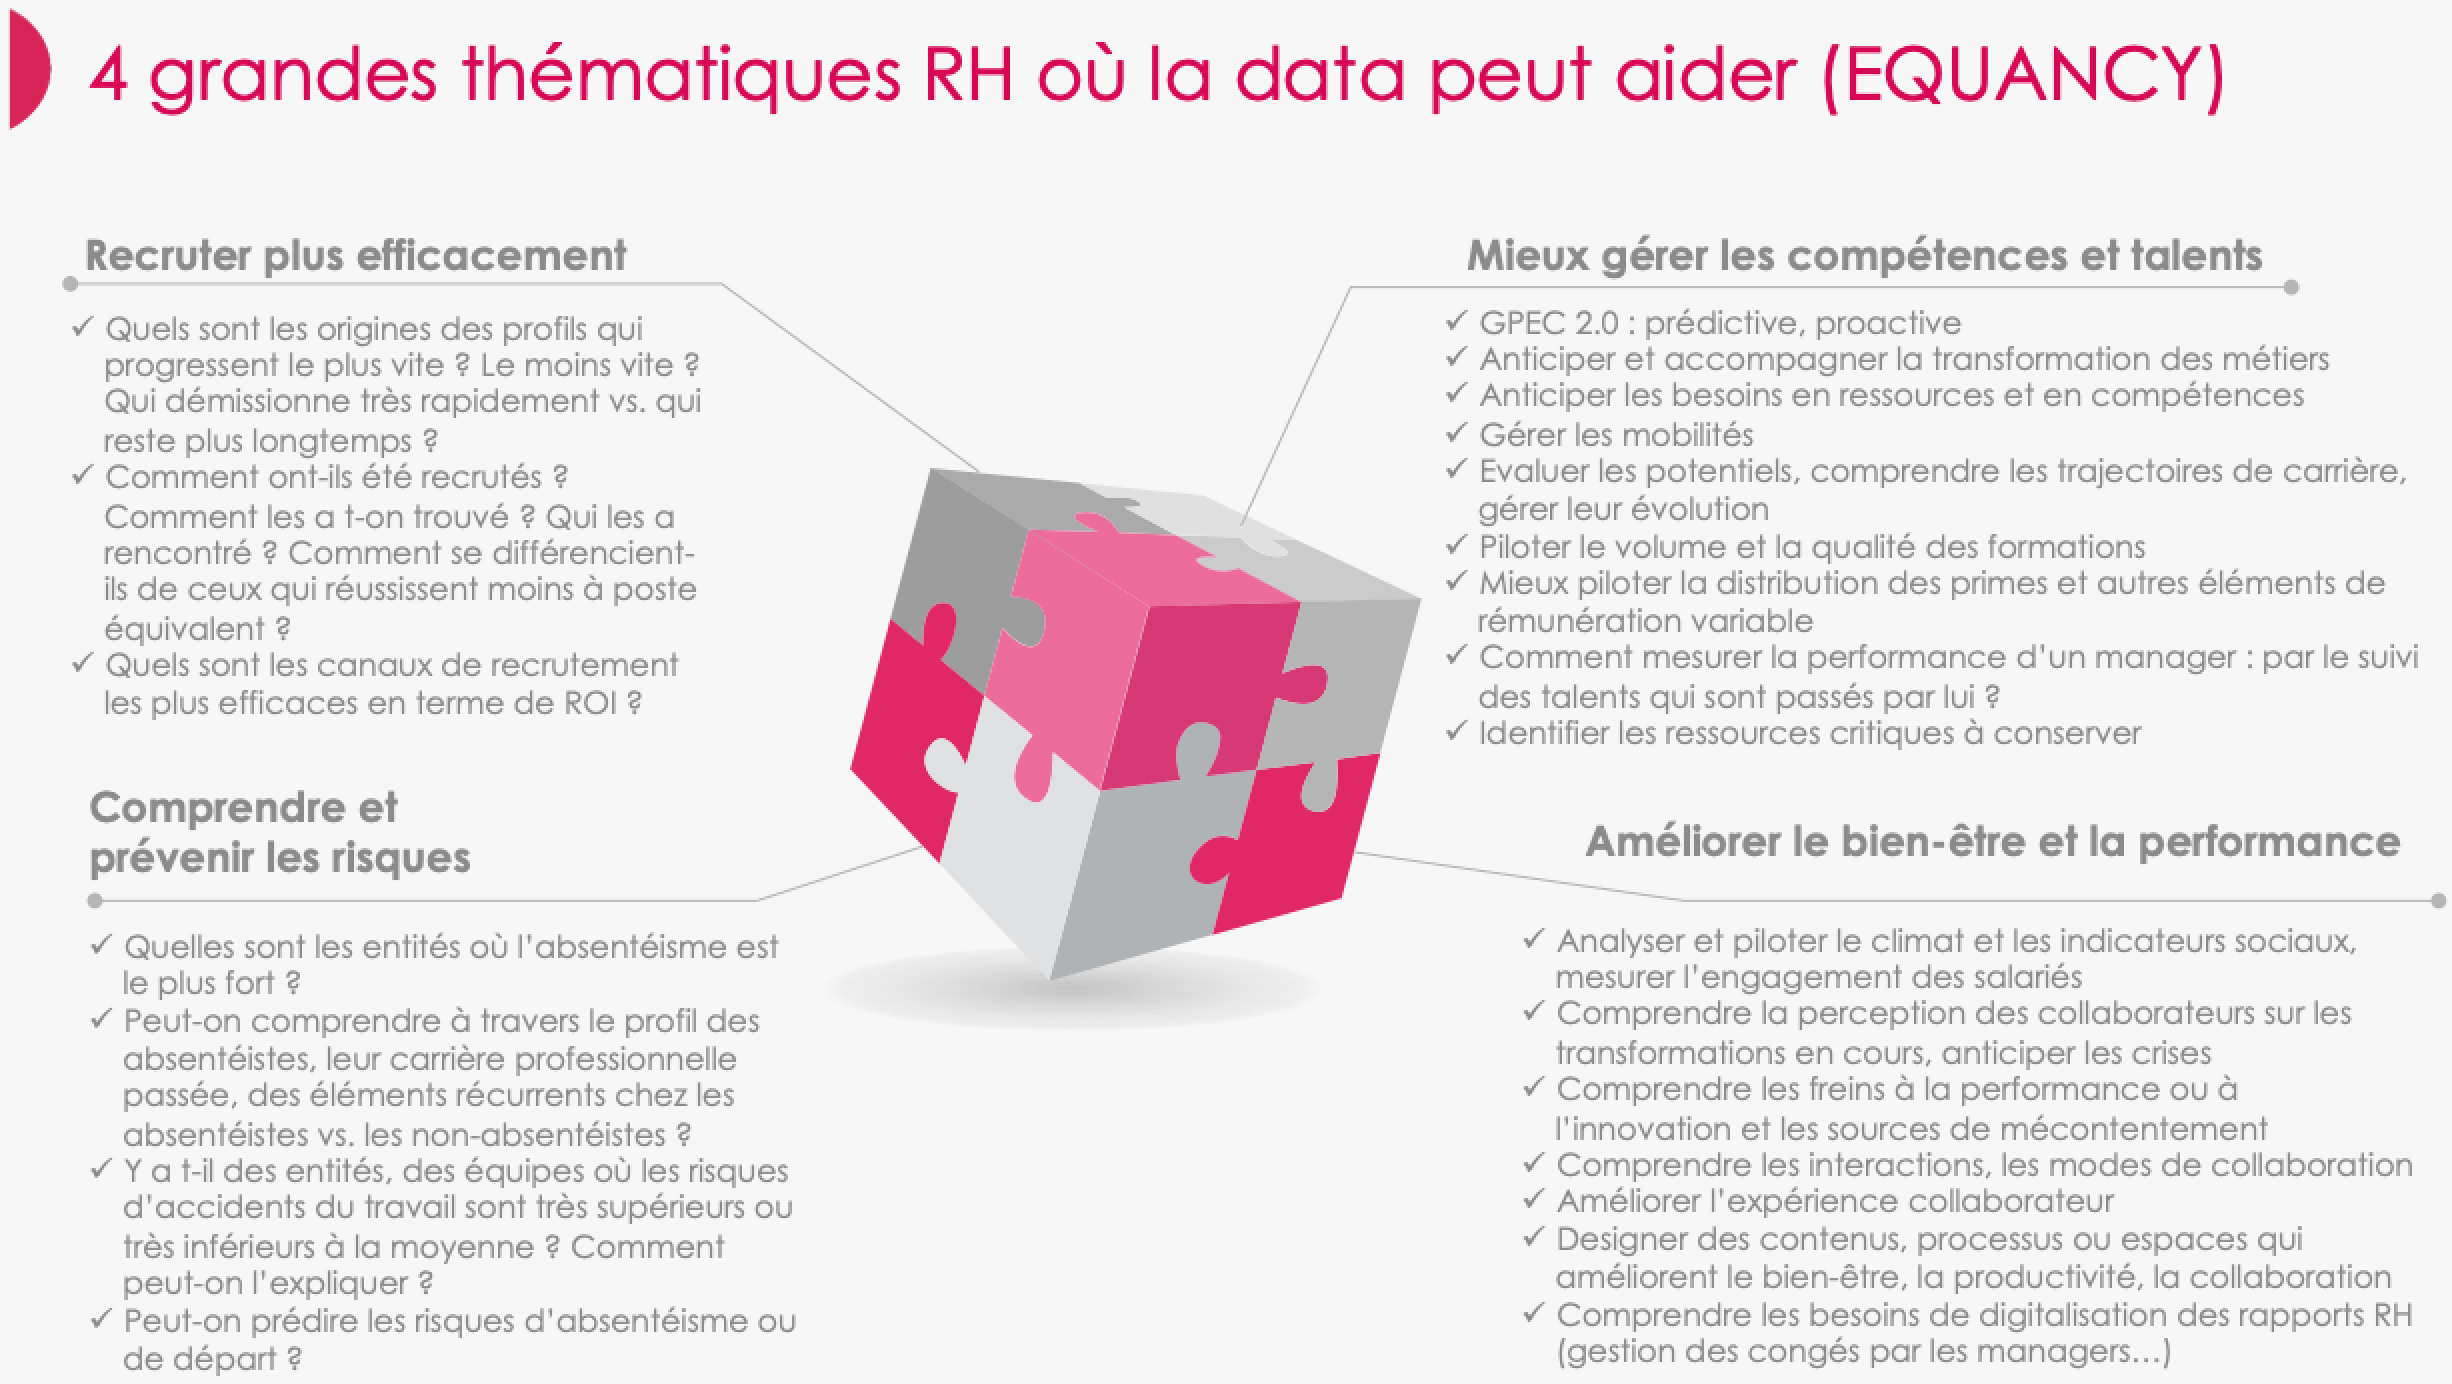 4 grandes thématiques RH où la data peut aider (EQUANCY)
Recruter plus efficacement
✓ Quels sont les origines des profils qui
progressent le plus vite ? Le moins vite ?
Qui démissionne très rapidement vs. qui
reste plus longtemps ?
✓ Comment ont-ils été recrutés ?
Comment les a t-on trouvé ? Qui les a
rencontré ? Comment se différencient-
ils de ceux qui réussissent moins à poste
équivalent ?
✓ Quels sont les canaux de recrutement
les plus efficaces en terme de ROI ?
Mieux gérer les compétences et talents
✓ GPEC 2.0 : prédictive, proactive
✓ Anticiper et accompagner la transformation des métiers
✓ Anticiper les besoins en ressources et en compétences
✓ Gérer les mobilités
✓ Evaluer les potentiels, comprendre les trajectoires de carrière,
gérer leur évolution
✓ Piloter le volume et la qualité des formations
✓ Mieux piloter la distribution des primes et autres éléments de
rémunération variable
✓ Comment mesurer la performance d'un manager : par le suivi
des talents qui sont passés par lui ?
✓ Identifier les ressources critiques à conserver
Comprendre et
prévenir les risques
✓ Quelles sont les entités où l'absentéisme est
le plus fort ?
✓ Peut-on comprendre à travers le profil des
absentéistes, leur carrière professionnelle
passée, des éléments récurrents chez les
absentéistes vs. les non-absentéistes ?
✓ Y a t-il des entités, des équipes où les risques
d'accidents du travail sont très supérieurs ou
très inférieurs à la moyenne ? Comment
peut-on l'expliquer ?
✓ Peut-on prédire les risques d'absentéisme ou
de départ ?
Améliorer le bien-être et la performance
✓ Analyser et piloter le climat et les indicateurs sociaux,
mesurer l'engagement des salariés
✓ Comprendre la perception des collaborateurs sur les
transformations en cours, anticiper les crises
✓ Comprendre les freins à la performance ou à
l'innovation et les sources de mécontentement
✓ Comprendre les interactions, les modes de collaboration
✓ Améliorer l'expérience collaborateur
✓ Designer des contenus, processus ou espaces qui
améliorent le bien-être, la productivité, la collaboration
✓ Comprendre les besoins de digitalisation des rapports RH
(gestion des congés par les managers...)